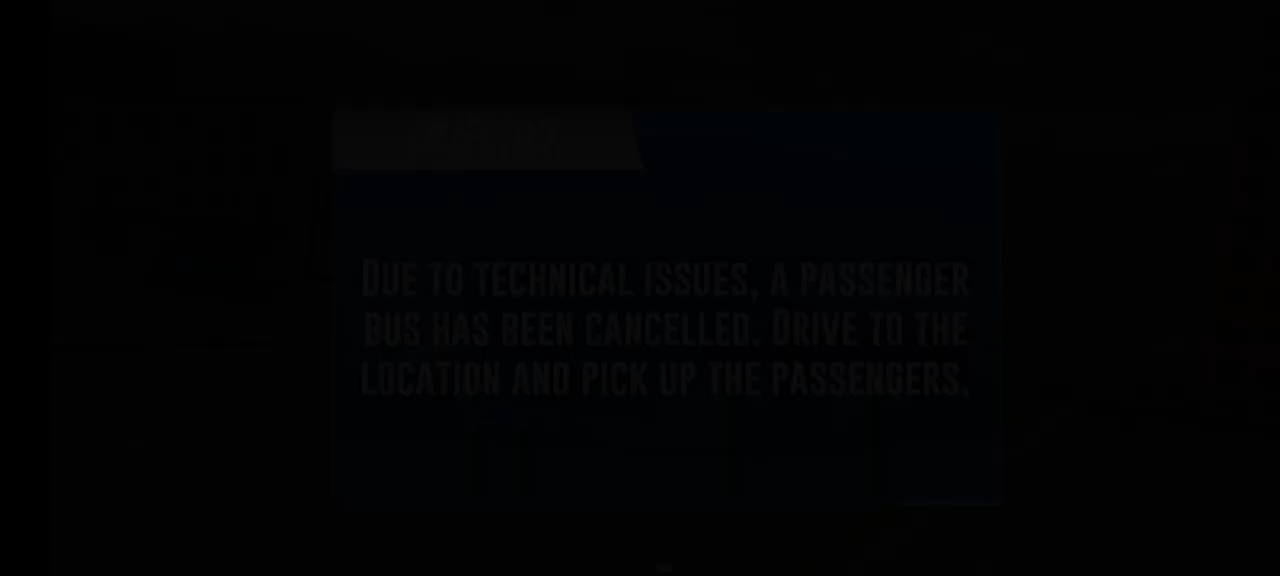 Due to technical issues, a passenger
bus has been cancelled. Drive to the
location and pick up the passengers.